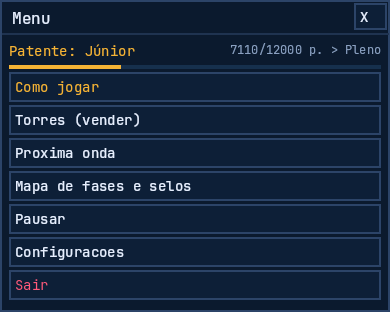 Menu
X
Patente: Júnior
7110/12000 p. > Pleno
Como jogar
Torres (vender)
Proxima onda
Mapa de fases e selos
Pausar
Configuracoes
Sair